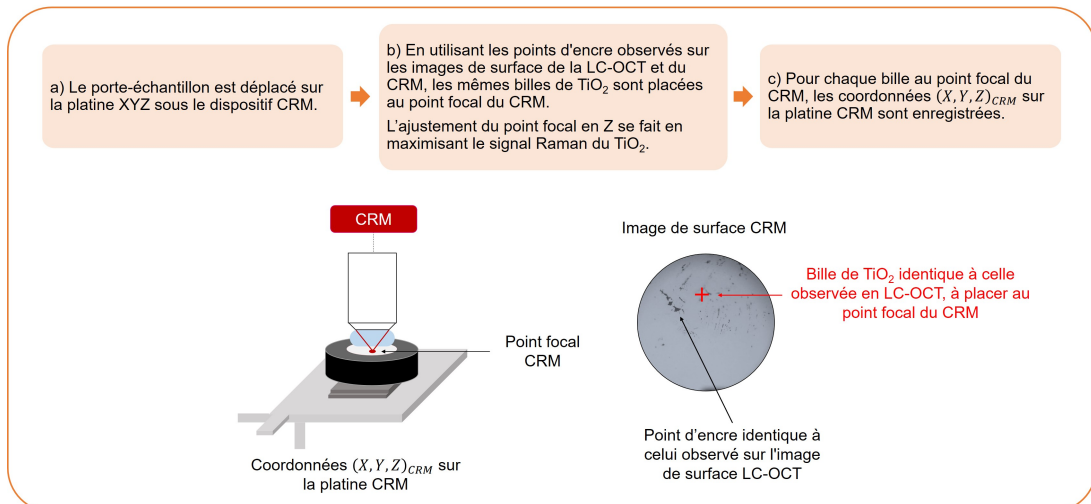 a) Le porte-échantillon est déplacé sur
la platine XYZ sous le dispositif CRM.
b) En utilisant les points d'encre observés sur
les images de surface de la LC-OCT et du
CRM, les mêmes billes de TiO₂ sont placées
au point focal du CRM.
L'ajustement du point focal en Z se fait en
maximisant le signal Raman du TiO₂.
c) Pour chaque bille au point focal du
CRM, les coordonnées (X,Y,Z)_CRM sur
la platine CRM sont enregistrées.
CRM
Point focal
CRM
Coordonnées (X,Y,Z)_CRM sur
la platine CRM
Image de surface CRM
Bille de TiO₂ identique à celle
observée en LC-OCT, à placer au
point focal du CRM
Point d'encre identique à
celui observé sur l'image
de surface LC-OCT